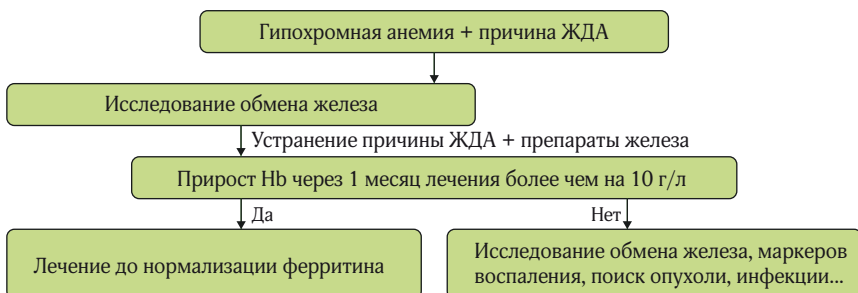 Гипохромная анемия + причина ЖДА
Исследование обмена железа
Устранение причины ЖДА + препараты железа
Прирост Hb через 1 месяц лечения более чем на 10 г/л
Да
Нет
Лечение до нормализации ферритина
Исследование обмена железа, маркеров
воспаления, поиск опухоли, инфекции...